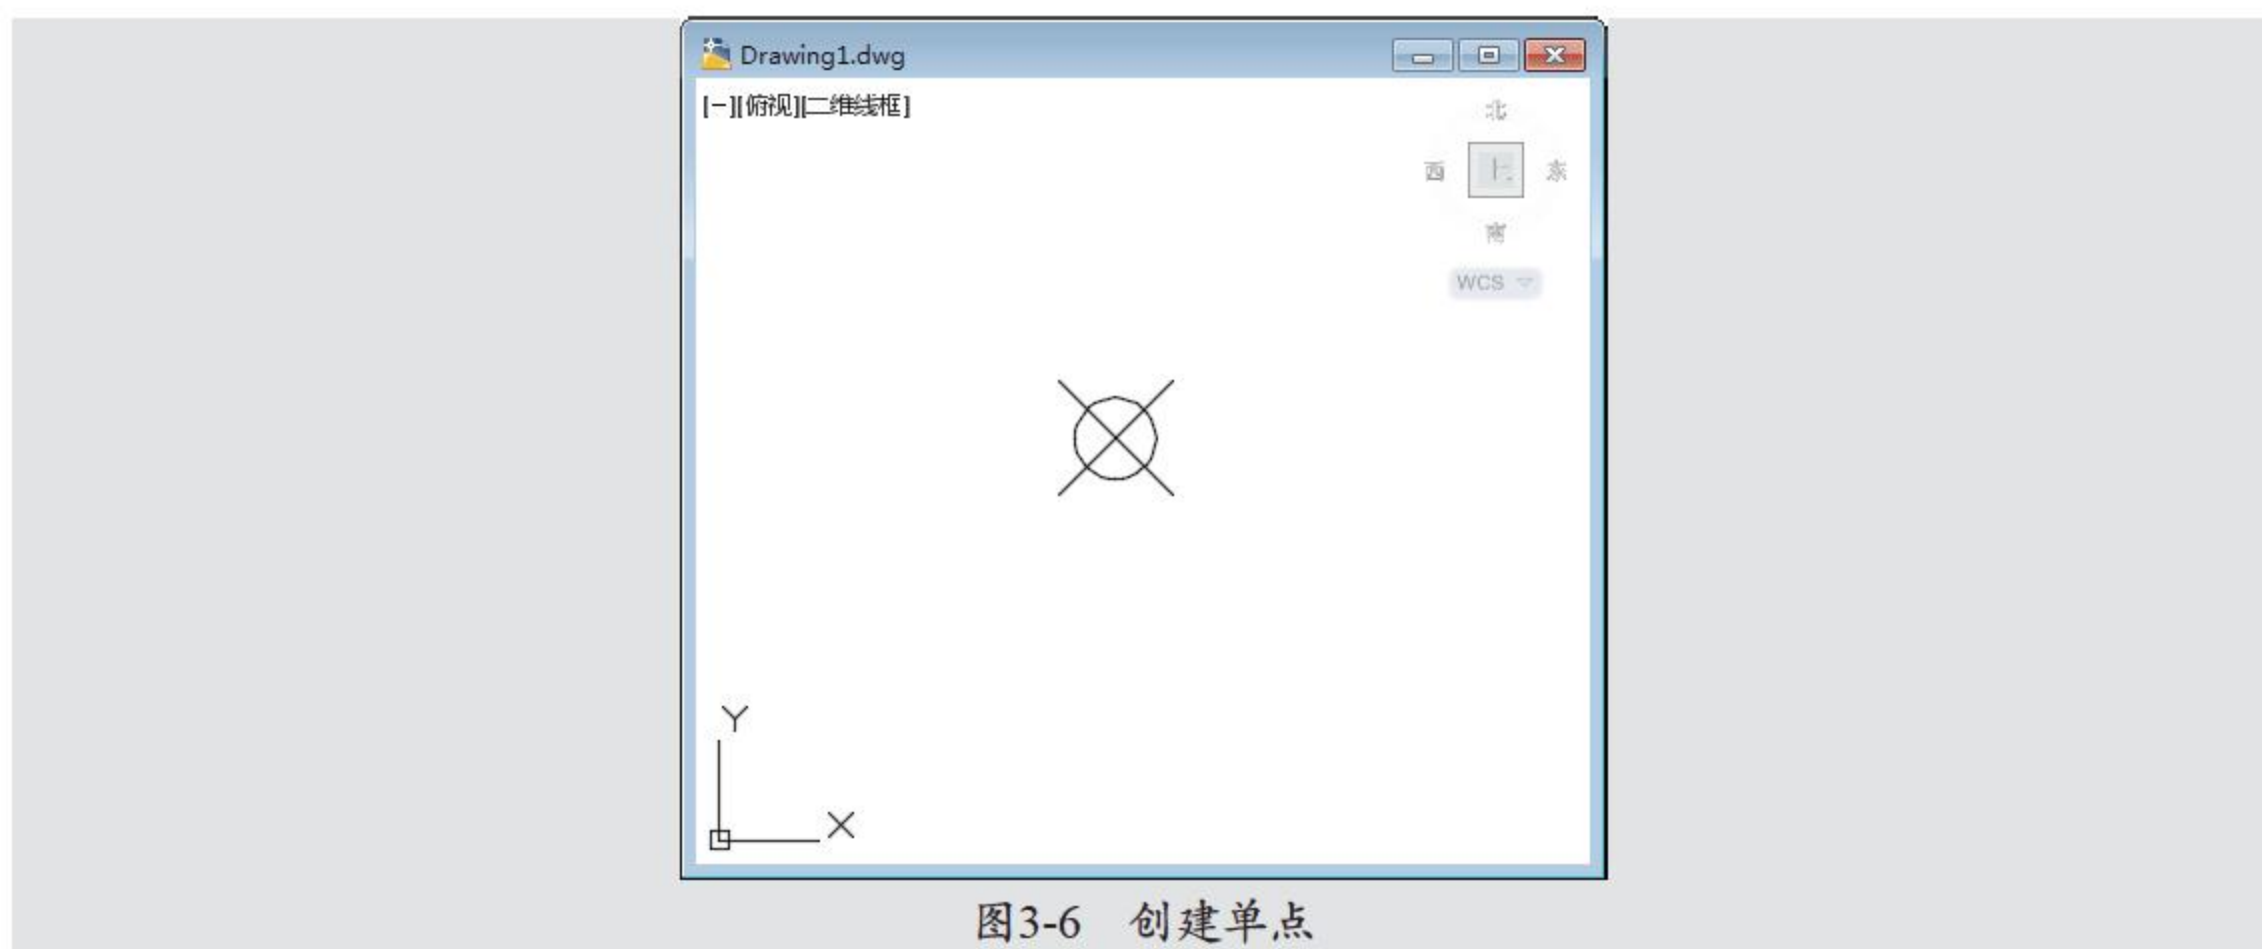 Drawing1.dwg
[−][俯视][二维线框]
北
西 上 东
南
WCS
Y
X
图3-6 创建单点